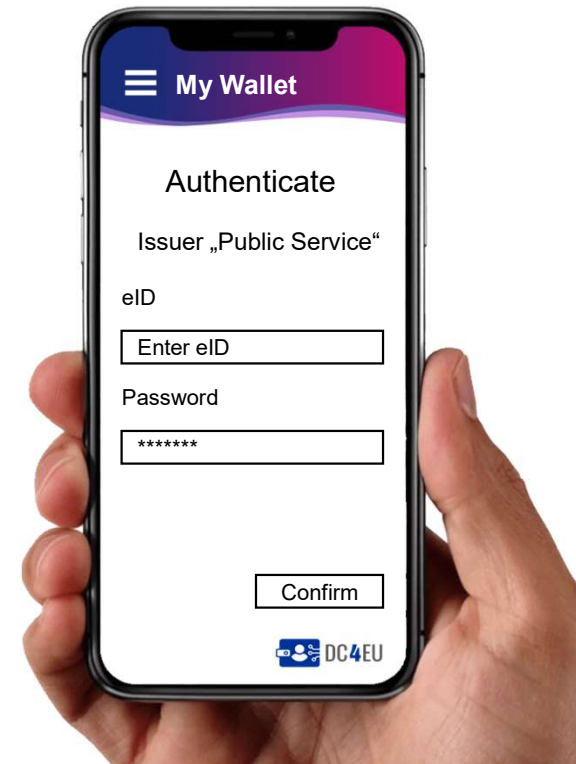 My Wallet
Authenticate
Issuer „Public Service“
eID
Enter eID
Password
*******
Confirm
DC4EU